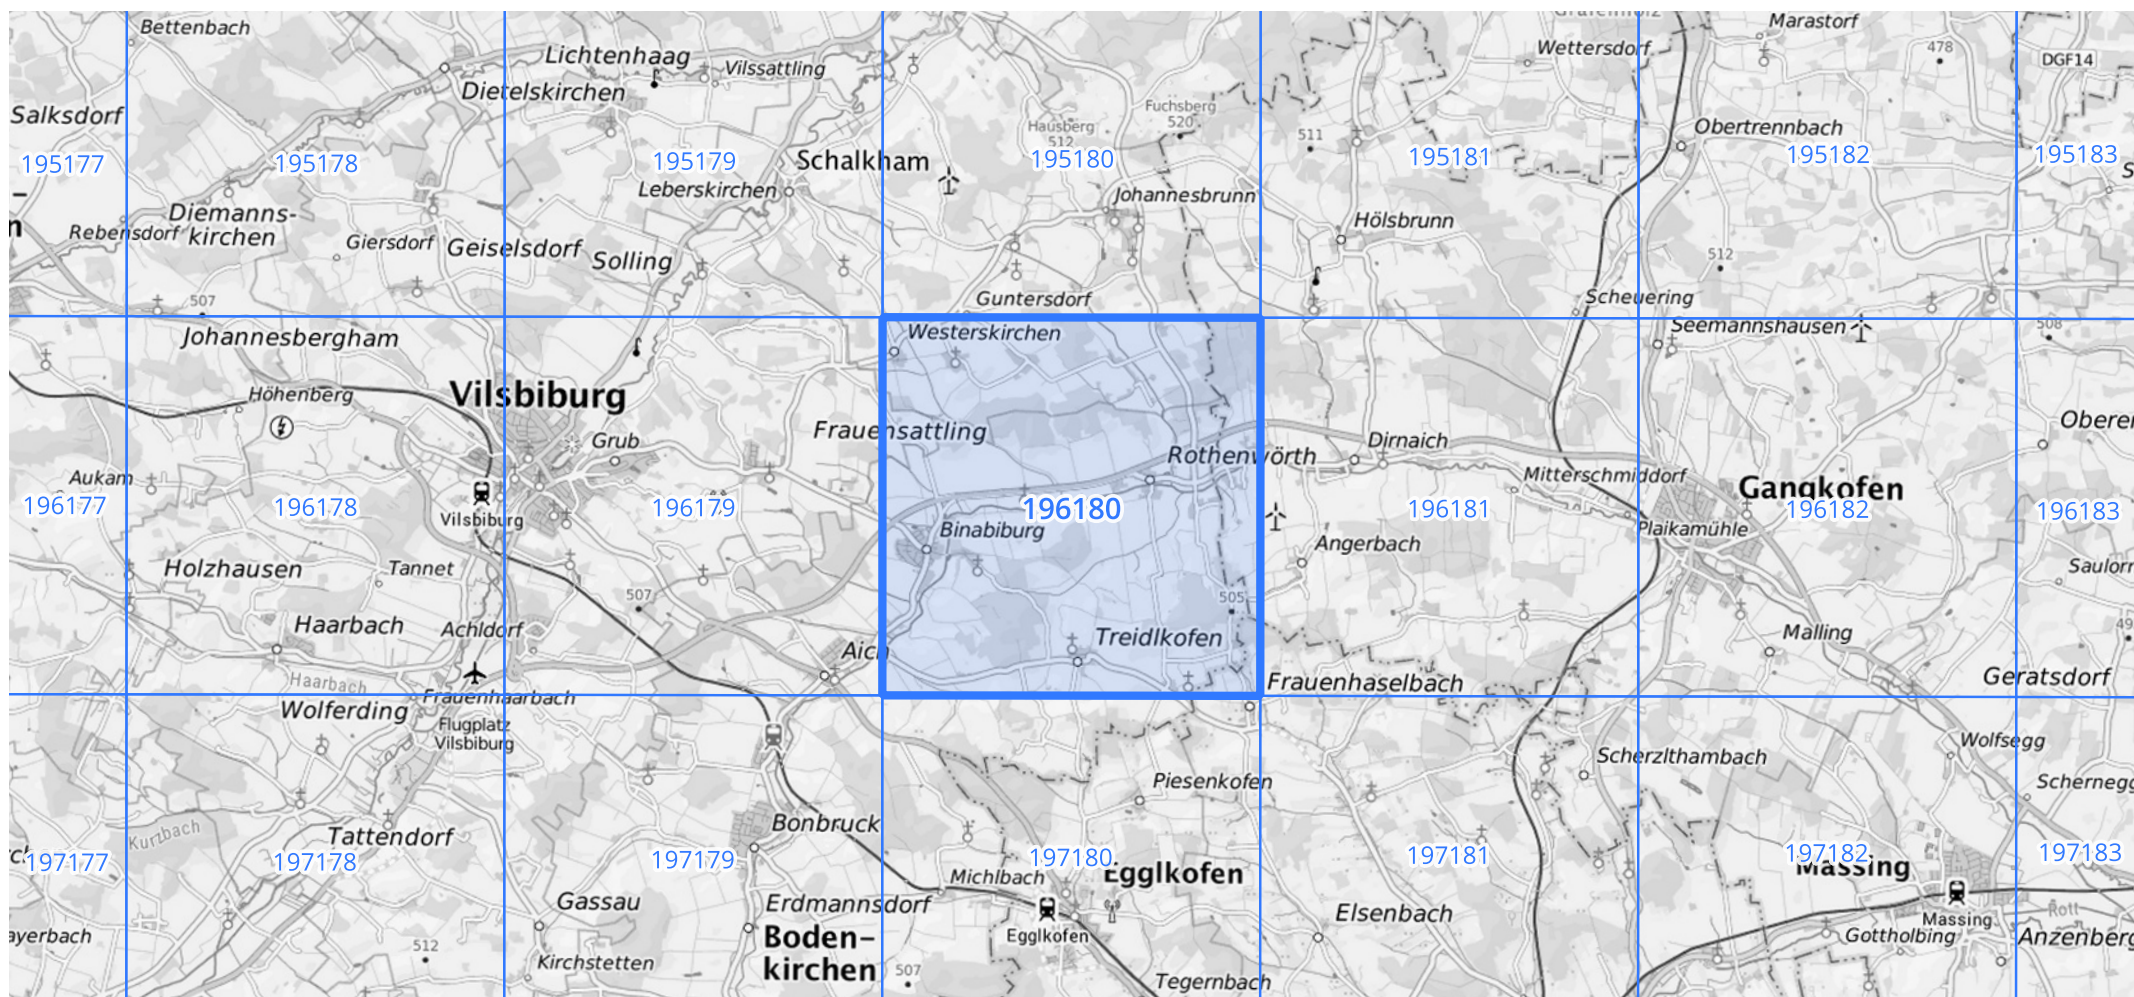 Bettenbach
Lichtenhaag
Vilssattling
Dietelskirchen
Salksdorf
195177
195178
195179
Schalkham
Leberskirchen
Diemanns-
kirchen
Rebensdorf
Giersdorf
Geiselsdorf
Solling
507
Fuchsberg
520
Hausberg
512
195180
Johannesbrunn
Guntersdorf
Wettersdorf
511
195181
Hölsbrunn
Scheuering
Marastorf
478
DGF14
Obertrennbach
195182
195183
512
Johannesbergham
Höhenberg
Vilsbiburg
Grub
Frauensattling
Aukam
196177
196178
Vilsbiburg
196179
Holzhausen
Tannet
Haarbach
Achldorf
507
Aich
Haarbach
Frauenhaarbach
Westerskirchen
Rothenwörth
196180
Binabiburg
505
Treidlkofen
Seemannshausen
508
Dirnaich
Mitterschmiddorf
Gangkofen
196181
196182
196183
Plaikamühle
Angerbach
Malling
Frauenhaselbach
Geratsdorf
Wolferding
Flugplatz
Vilsbiburg
Kurzbach
Tattendorf
197177
197178
197179
Bonbruck
Gassau
Erdmannsdorf
Boden-
kirchen
512
Kirchstetten
ayerbach
Piesenkofen
197180
Michlbach
Egglkofen
Egglkofen
507
Tegernbach
Scherzlthambach
Wolfsegg
197181
197182
197183
Massing
Elsenbach
Massing
Rott
Gottholbing